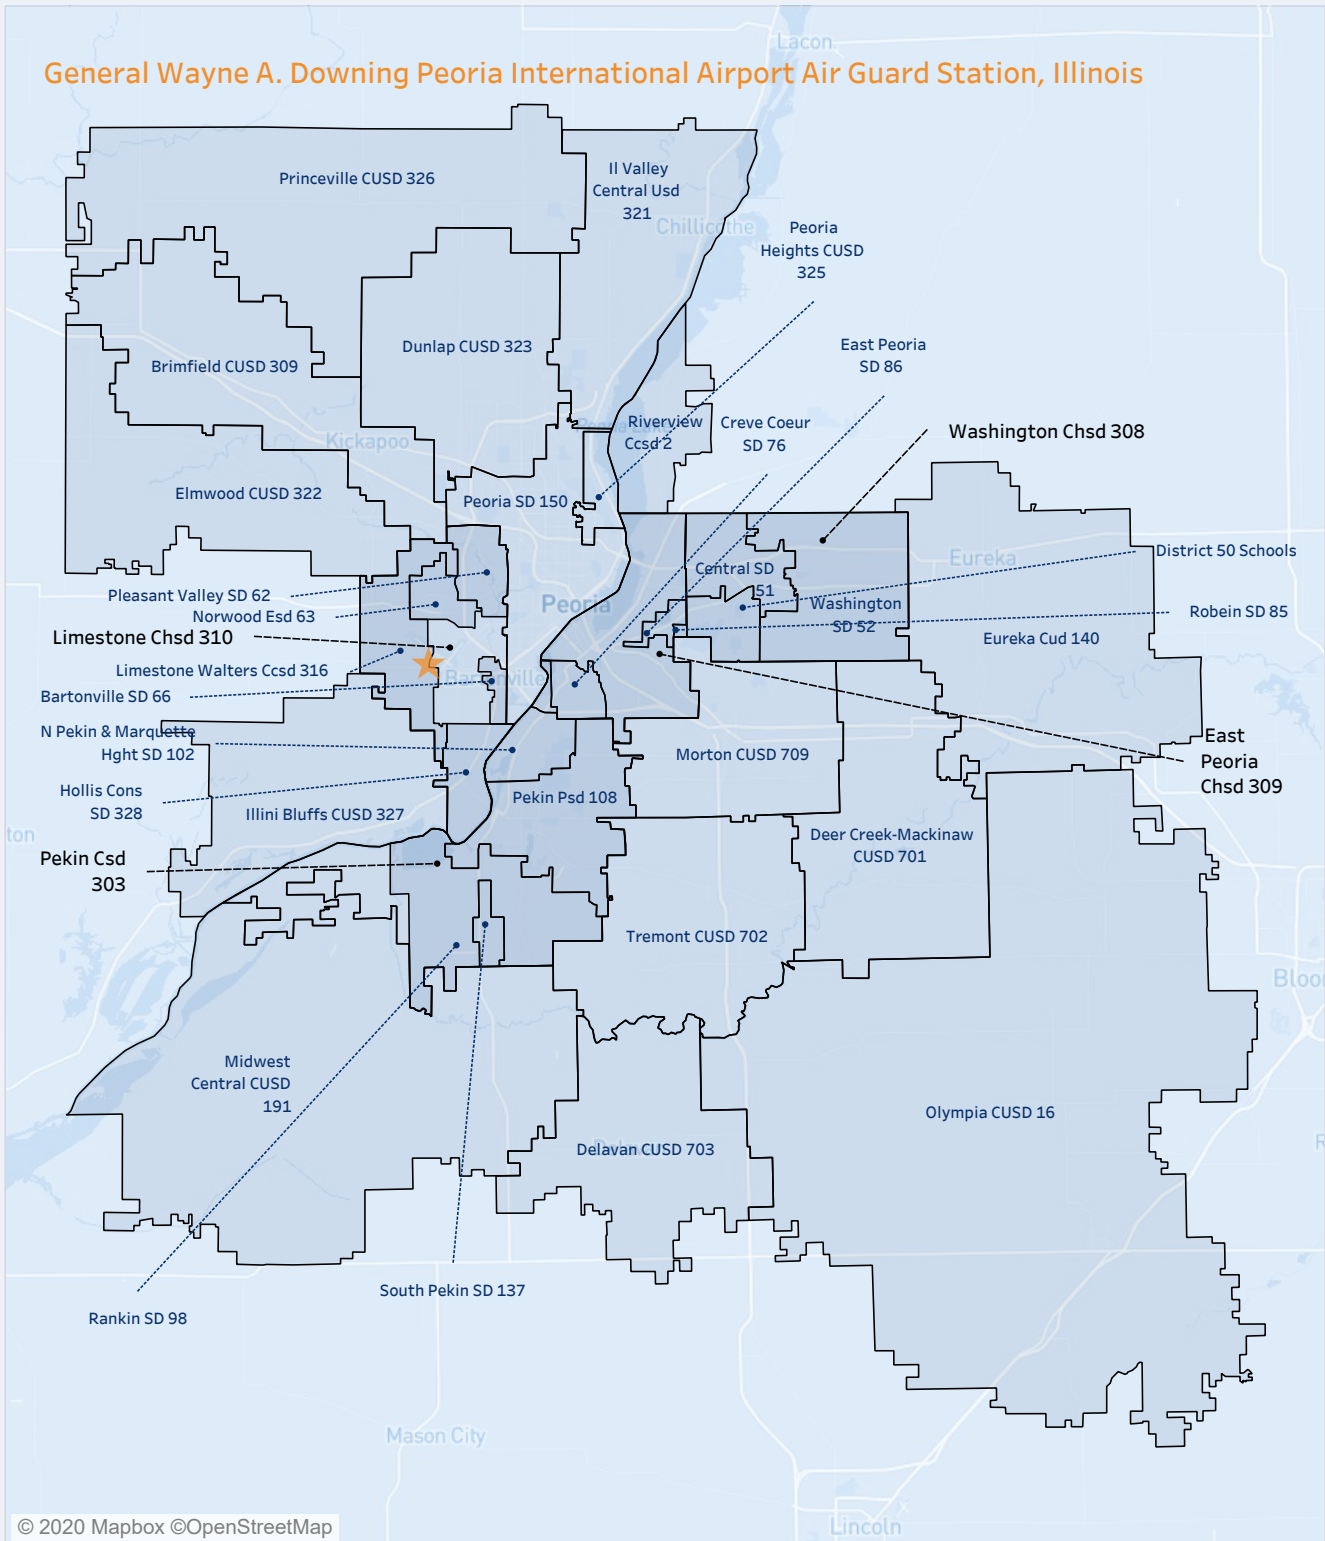 Lacon
General Wayne A. Downing Peoria International Airport Air Guard Station, Illinois
Princeville CUSD 326
Il Valley
Central Usd
321
Chillicothe
Peoria
Heights CUSD
325
Brimfield CUSD 309
Dunlap CUSD 323
East Peoria
SD 86
Riverview
Ccsd 2
Creve Coeur
SD 76
Washington Chsd 308
Kickapoo
Elmwood CUSD 322
Peoria SD 150
Eureka
District 50 Schools
Central SD
51
Pleasant Valley SD 62
Norwood Esd 63
Peoria
Washington
SD 52
Robein SD 85
Limestone Chsd 310
Eureka Cud 140
Limestone Walters Ccsd 316
Bartonville
Bartonville SD 66
N Pekin & Marquette
Hght SD 102
Morton CUSD 709
East
Peoria
Chsd 309
Hollis Cons
SD 328
Illini Bluffs CUSD 327
Pekin Psd 108
ton
Deer Creek-Mackinaw
CUSD 701
Pekin Csd
303
Tremont CUSD 702
Bloo
Midwest
Central CUSD
191
Olympia CUSD 16
Delavan CUSD 703
South Pekin SD 137
Rankin SD 98
Mason City
Lincoln
© 2020 Mapbox ©OpenStreetMap